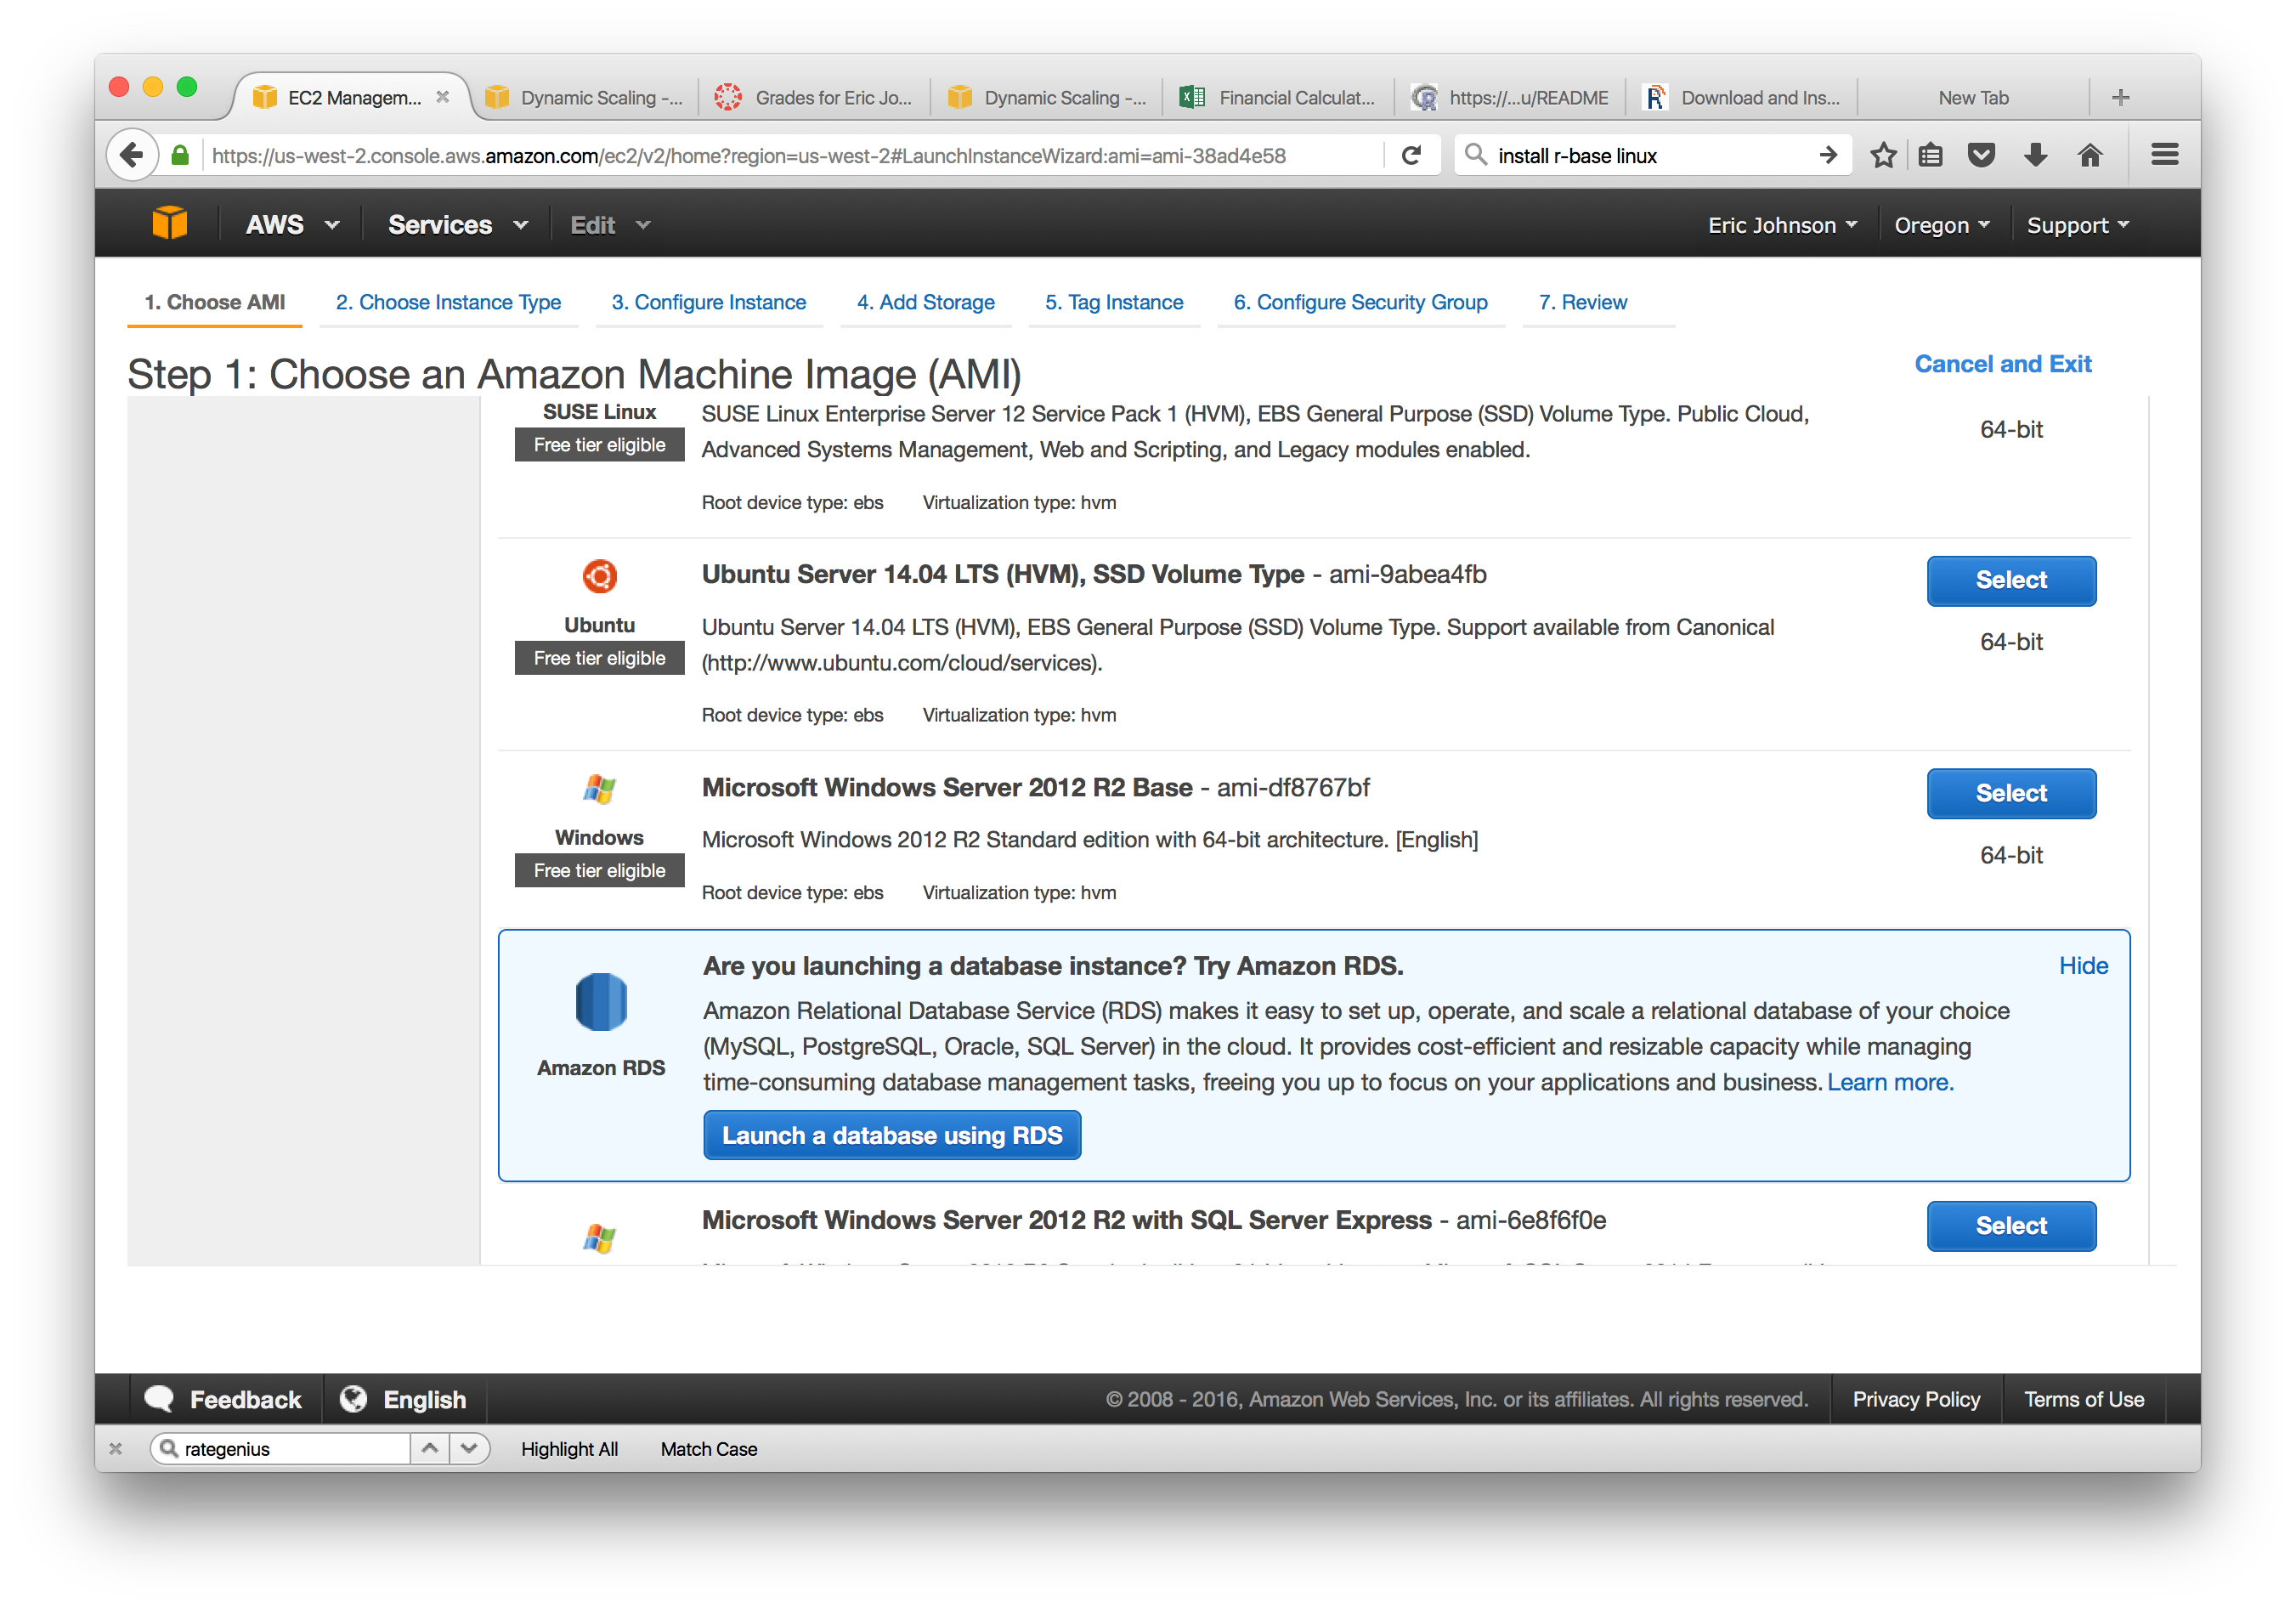 EC2 Managem...
Dynamic Scaling -...
Grades for Eric Jo...
Dynamic Scaling -...
Financial Calculat...
https://...u/README
Download and Ins...
New Tab
https://us-west-2.console.aws.amazon.com/ec2/v2/home?region=us-west-2#LaunchInstanceWizard:ami=ami-38ad4e58
install r-base linux
AWS
Services
Edit
Eric Johnson
Oregon
Support
1. Choose AMI
2. Choose Instance Type
3. Configure Instance
4. Add Storage
5. Tag Instance
6. Configure Security Group
7. Review
Step 1: Choose an Amazon Machine Image (AMI)
Cancel and Exit
SUSE Linux
Free tier eligible
SUSE Linux Enterprise Server 12 Service Pack 1 (HVM), EBS General Purpose (SSD) Volume Type. Public Cloud,
Advanced Systems Management, Web and Scripting, and Legacy modules enabled.
64-bit
Root device type: ebs Virtualization type: hvm
Ubuntu
Free tier eligible
Ubuntu Server 14.04 LTS (HVM), SSD Volume Type - ami-9abea4fb
Ubuntu Server 14.04 LTS (HVM), EBS General Purpose (SSD) Volume Type. Support available from Canonical
(http://www.ubuntu.com/cloud/services).
Root device type: ebs Virtualization type: hvm
Select
64-bit
Windows
Free tier eligible
Microsoft Windows Server 2012 R2 Base - ami-df8767bf
Microsoft Windows 2012 R2 Standard edition with 64-bit architecture. [English]
Root device type: ebs Virtualization type: hvm
Select
64-bit
Amazon RDS
Are you launching a database instance? Try Amazon RDS.
Hide
Amazon Relational Database Service (RDS) makes it easy to set up, operate, and scale a relational database of your choice
(MySQL, PostgreSQL, Oracle, SQL Server) in the cloud. It provides cost-efficient and resizable capacity while managing
time-consuming database management tasks, freeing you up to focus on your applications and business. Learn more.
Launch a database using RDS
Microsoft Windows Server 2012 R2 with SQL Server Express - ami-6e8f6f0e
Select
Feedback
English
© 2008 - 2016, Amazon Web Services, Inc. or its affiliates. All rights reserved.
Privacy Policy
Terms of Use
rategenius
Highlight All
Match Case